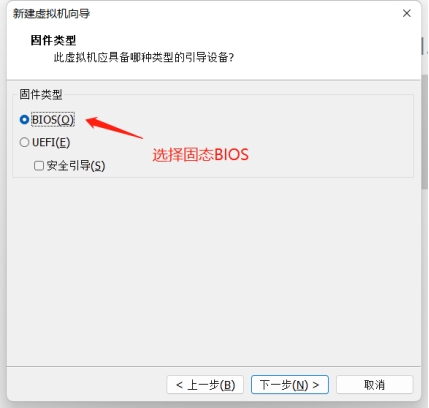 新建虚拟机向导
固件类型
此虚拟机应具备哪种类型的引导设备?
固件类型
BIOS(O)
UEFI(E)
安全引导(S)
选择固态BIOS
< 上一步(B)
下一步(N) >
取消